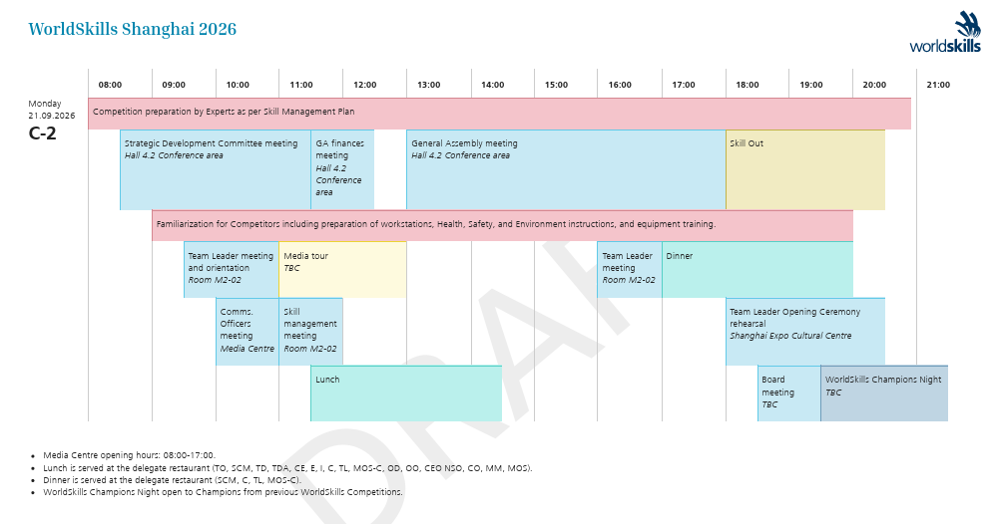 WorldSkills Shanghai 2026
worldskills
08:00 09:00 10:00 11:00 12:00 13:00 14:00 15:00 16:00 17:00 18:00 19:00 20:00 21:00
Monday
21.09.2026
C-2
Competition preparation by Experts as per Skill Management Plan
Strategic Development Committee meeting
Hall 4.2 Conference area
GA finances
meeting
Hall 4.2
Conference
area
General Assembly meeting
Hall 4.2 Conference area
Skill Out
Familiarization for Competitors including preparation of workstations, Health, Safety, and Environment instructions, and equipment training.
Team Leader meeting
and orientation
Room M2-02
Media tour
TBC
Team Leader
meeting
Room M2-02
Dinner
Comms.
Officers
meeting
Media Centre
Skill
management
meeting
Room M2-02
Team Leader Opening Ceremony
rehearsal
Shanghai Expo Cultural Centre
Lunch
Board
meeting
TBC
WorldSkills Champions Night
TBC
DRAFT
• Media Centre opening hours: 08:00-17:00.
• Lunch is served at the delegate restaurant (TO, SCM, TD, TDA, CE, E, I, C, TL, MOS-C, OD, OO, CEO NSO, CO, MM, MOS).
• Dinner is served at the delegate restaurant (SCM, C, TL, MOS-C).
• WorldSkills Champions Night open to Champions from previous WorldSkills Competitions.